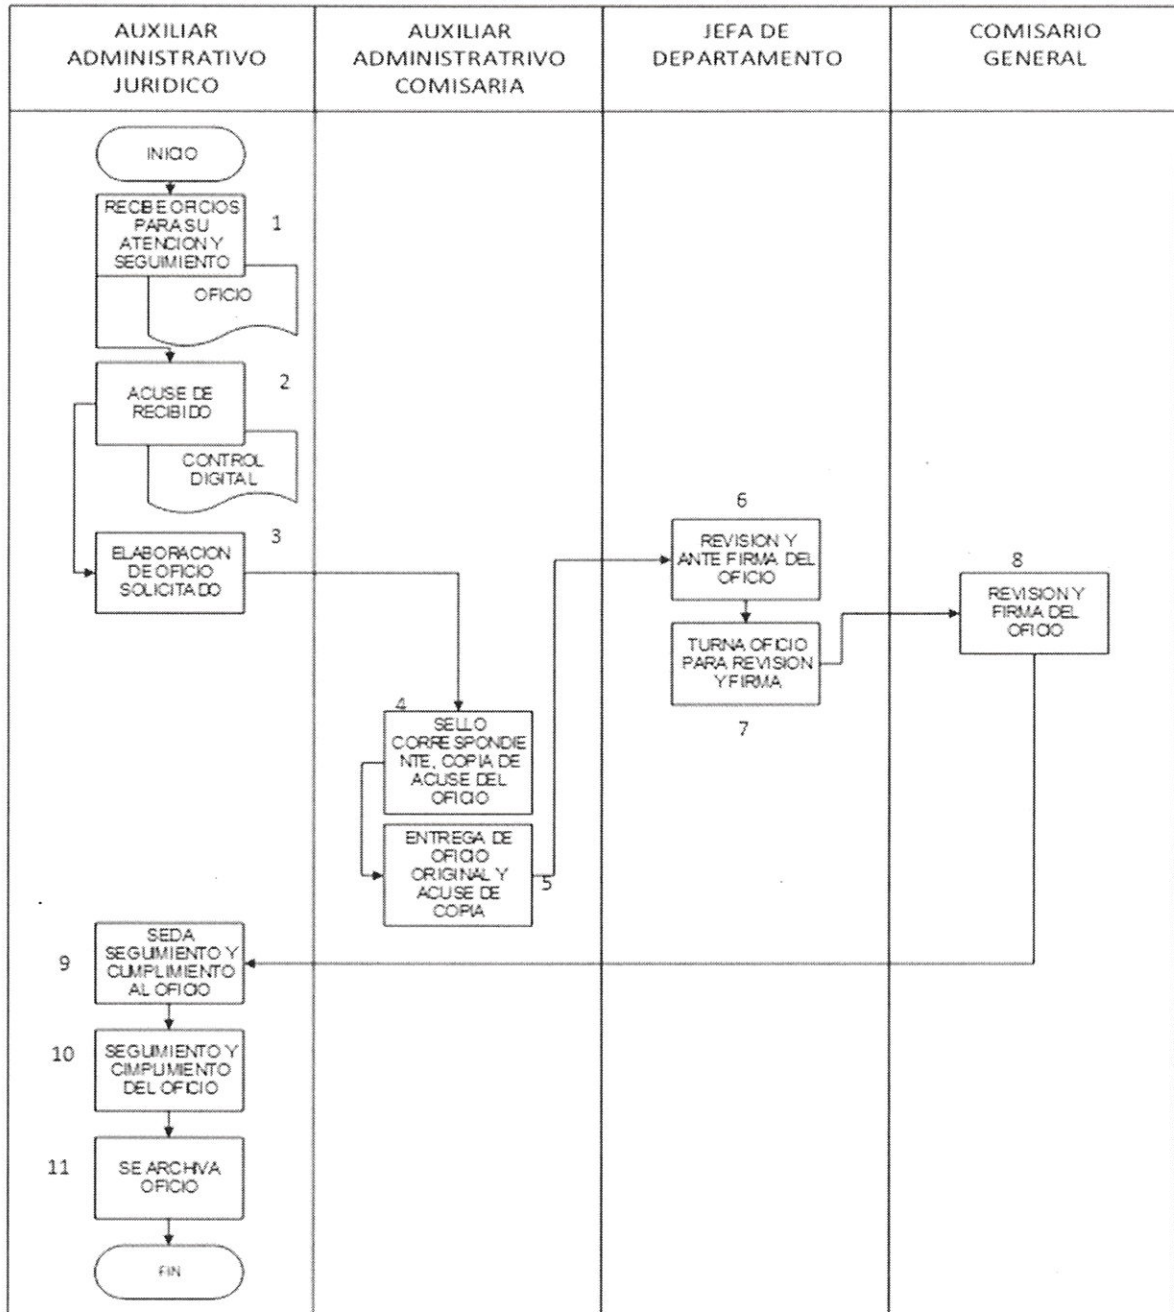 AUXILIAR
ADMINISTRATIVO
JURIDICO
AUXILIAR
ADMINISTRATRIVO
COMISARIA
JEFA DE
DEPARTAMENTO
COMISARIO
GENERAL
INICIO
RECIBE OFICIOS
PARA SU
ATENCION Y
SEGUIMIENTO
1
OFICIO
ACUSE DE
RECIBIDO
2
CONTROL
DIGITAL
ELABORACION
DE OFICIO
SOLICITADO
3
4
SELLO
CORRESPONDIE
NTE, COPIA DE
ACUSE DEL
OFICIO
ENTREGA DE
OFICIO
ORIGINAL Y
ACUSE DE
COPIA
5
6
REVISION Y
ANTE FIRMA DEL
OFICIO
TURNA OFICIO
PARA REVISION
Y FIRMA
7
8
REVISION Y
FIRMA DEL
OFICIO
9
SE DA
SEGUIMIENTO Y
CUMPLIMIENTO
AL OFICIO
10
SEGUIMIENTO Y
CIMPLIMIENTO
DEL OFICIO
11
SE ARCHIVA
OFICIO
FIN